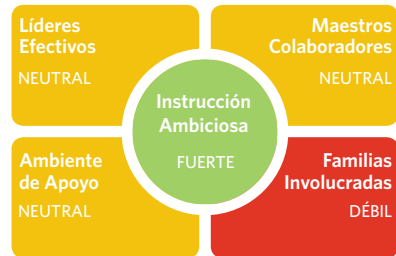 Líderes
Efectivos
NEUTRAL
Maestros
Colaboradores
NEUTRAL
Instrucción
Ambiciosa
FUERTE
Ambiente
de Apoyo
NEUTRAL
Familias
Involucradas
DÉBIL